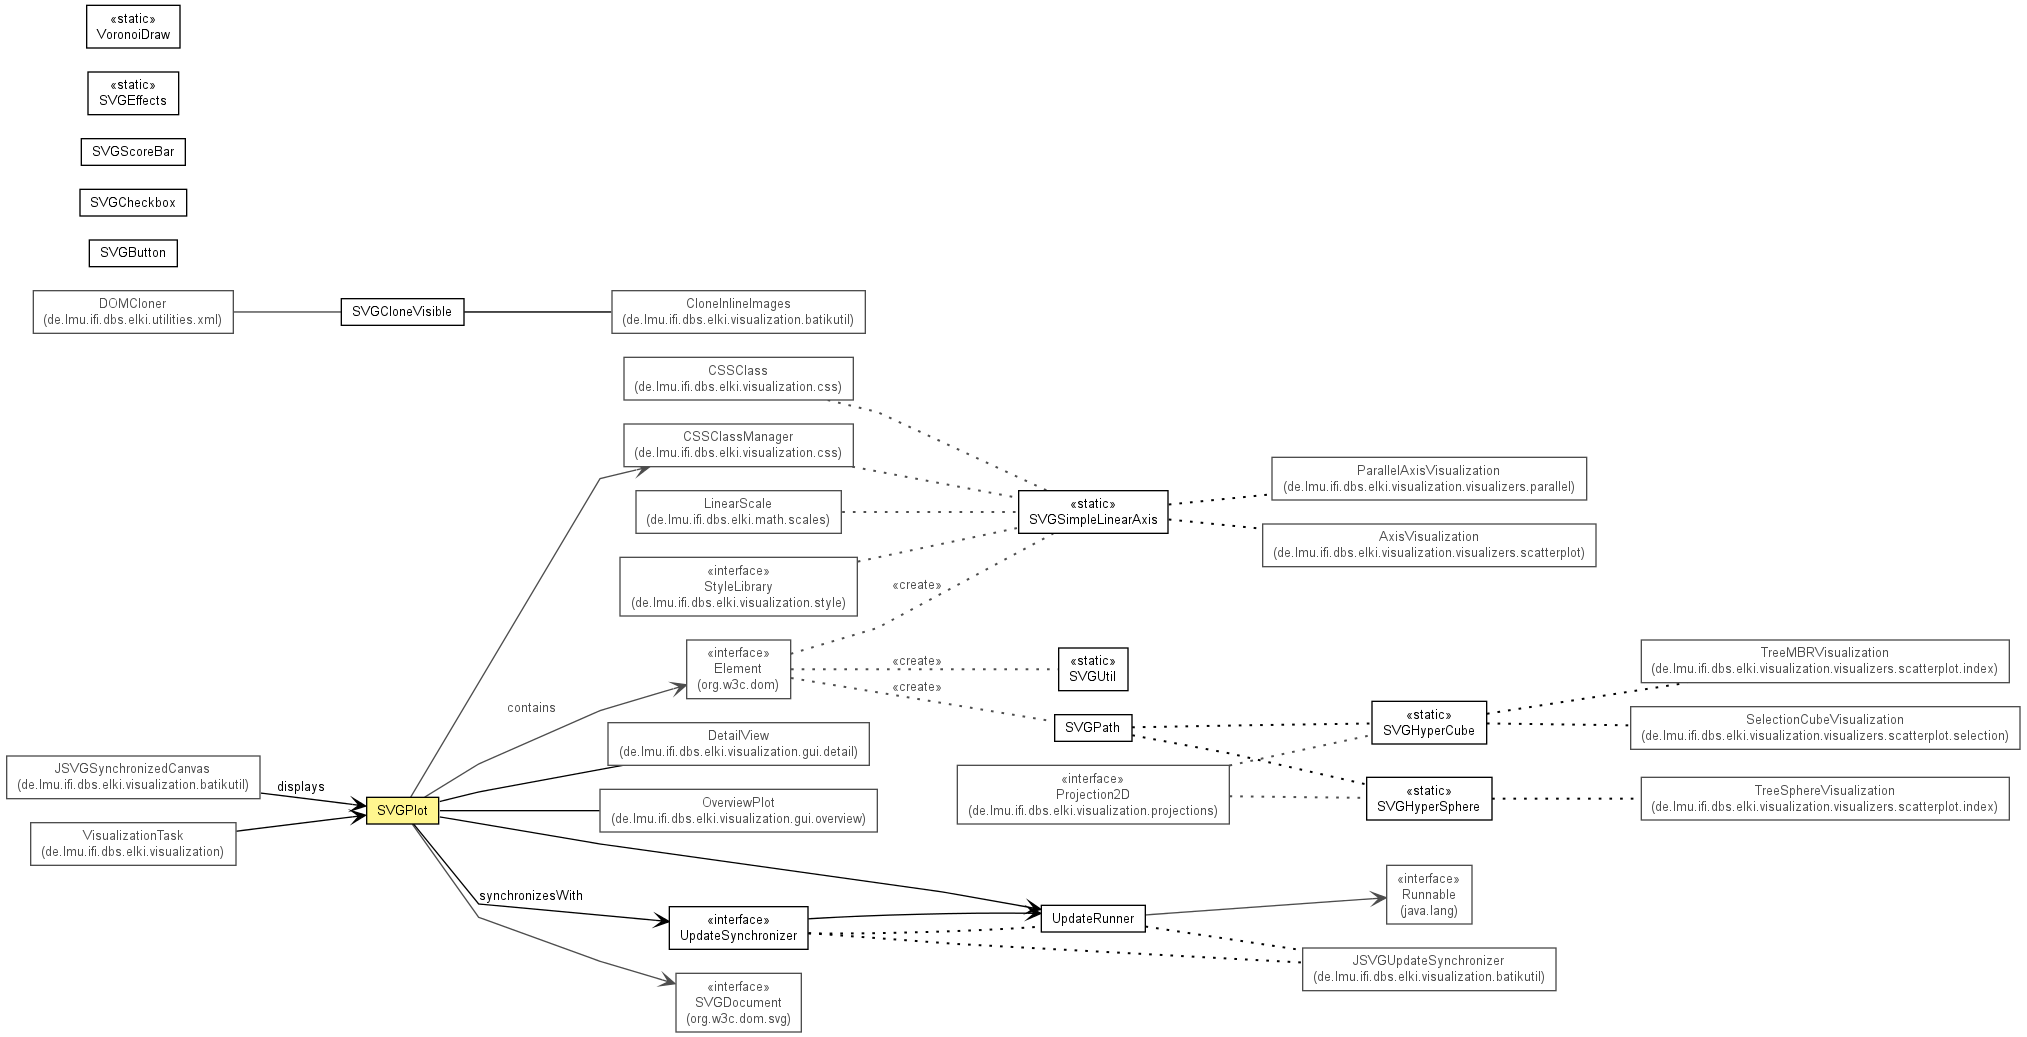 «static»
VoronoiDraw
«static»
SVGEffects
SVGScoreBar
SVGCheckbox
SVGButton
DOMCloner
(de.lmu.ifi.dbs.elki.utilities.xml)
SVGCloneVisible
CloneInlineImages
(de.lmu.ifi.dbs.elki.visualization.batikutil)
CSSClass
(de.lmu.ifi.dbs.elki.visualization.css)
CSSClassManager
(de.lmu.ifi.dbs.elki.visualization.css)
LinearScale
(de.lmu.ifi.dbs.elki.math.scales)
«interface»
StyleLibrary
(de.lmu.ifi.dbs.elki.visualization.style)
«static»
SVGSimpleLinearAxis
ParallelAxisVisualization
(de.lmu.ifi.dbs.elki.visualization.visualizers.parallel)
AxisVisualization
(de.lmu.ifi.dbs.elki.visualization.visualizers.scatterplot)
«create»
«interface»
Element
(org.w3c.dom)
«create»
«create»
«static»
SVGUtil
SVGPath
contains
TreeMBRVisualization
(de.lmu.ifi.dbs.elki.visualization.visualizers.scatterplot.index)
«static»
SVGHyperCube
SelectionCubeVisualization
(de.lmu.ifi.dbs.elki.visualization.visualizers.scatterplot.selection)
DetailView
(de.lmu.ifi.dbs.elki.visualization.gui.detail)
«interface»
Projection2D
(de.lmu.ifi.dbs.elki.visualization.projections)
«static»
SVGHyperSphere
TreeSphereVisualization
(de.lmu.ifi.dbs.elki.visualization.visualizers.scatterplot.index)
JSVGSynchronizedCanvas
(de.lmu.ifi.dbs.elki.visualization.batikutil)
displays
SVGPlot
OverviewPlot
(de.lmu.ifi.dbs.elki.visualization.gui.overview)
VisualizationTask
(de.lmu.ifi.dbs.elki.visualization)
synchronizesWith
«interface»
UpdateSynchronizer
UpdateRunner
«interface»
Runnable
(java.lang)
JSVGUpdateSynchronizer
(de.lmu.ifi.dbs.elki.visualization.batikutil)
«interface»
SVGDocument
(org.w3c.dom.svg)